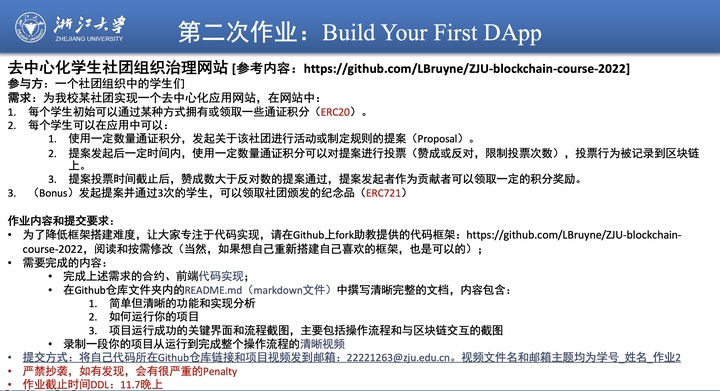 浙江大学
ZHEJIANG UNIVERSITY
第二次作业：Build Your First DApp
去中心化学生社团组织治理网站 [参考内容：https://github.com/LBruyne/ZJU-blockchain-course-2022]
参与方：一个社团组织中的学生们
需求：为我校某社团实现一个去中心化应用网站，在网站中：
1. 每个学生初始可以通过某种方式拥有或领取一些通证积分（ERC20）。
2. 每个学生可以在应用中可以：
1. 使用一定数量通证积分，发起关于该社团进行活动或制定规则的提案（Proposal）。
2. 提案发起后一定时间内，使用一定数量通证积分可以对提案进行投票（赞成或反对，限制投票次数），投票行为被记录到区块链
上。
3. 提案投票时间截止后，赞成数大于反对数的提案通过，提案发起者作为贡献者可以领取一定的积分奖励。
3. （Bonus）发起提案并通过3次的学生，可以领取社团颁发的纪念品（ERC721）
作业内容和提交要求：
• 为了降低框架搭建难度，让大家专注于代码实现，请在Github上fork助教提供的代码框架：https://github.com/LBruyne/ZJU-blockchain-
course-2022，阅读和按需修改（当然，如果想自己重新搭建自己喜欢的框架，也是可以的）；
• 需要完成的内容：
• 完成上述需求的合约、前端代码实现；
• 在Github仓库文件夹内的README.md（markdown文件）中撰写清晰完整的文档，内容包含：
1. 简单但清晰的功能和实现分析
2. 如何运行你的项目
3. 项目运行成功的关键界面和流程截图，主要包括操作流程和与区块链交互的截图
• 录制一段你的项目从运行到完成整个操作流程的清晰视频
• 提交方式：将自己代码所在Github仓库链接和项目视频发到邮箱：22221263@zju.edu.cn。视频文件名和邮箱主题均为学号_姓名_作业2
• 严禁抄袭，如有发现，会有很严重的Penalty
• 作业截止时间DDL：11.7晚上